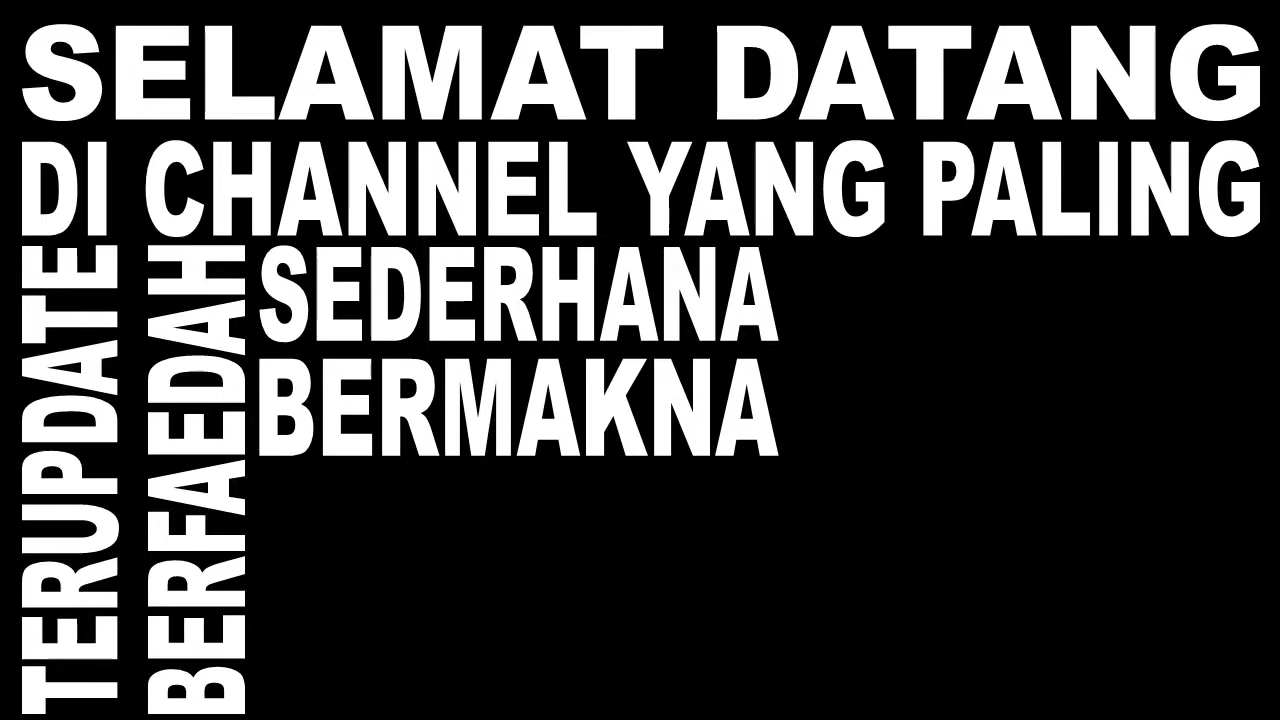 SELAMAT DATANG
DI CHANNEL YANG PALING
TERUPDATE
BERFAEDAH
SEDERHANA
BERMAKNA